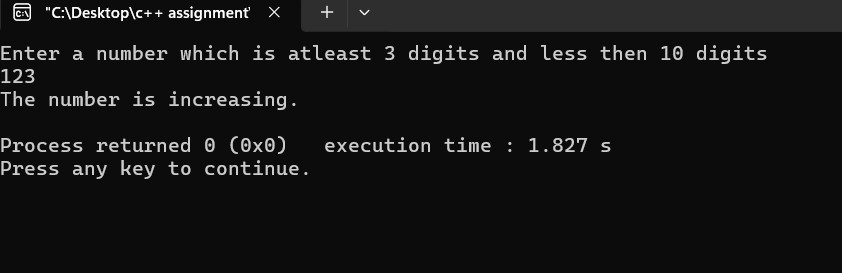 "C:\Desktop\c++ assignment'
Enter a number which is atleast 3 digits and less then 10 digits
123
The number is increasing.
Process returned 0 (0x0)   execution time : 1.827 s
Press any key to continue.